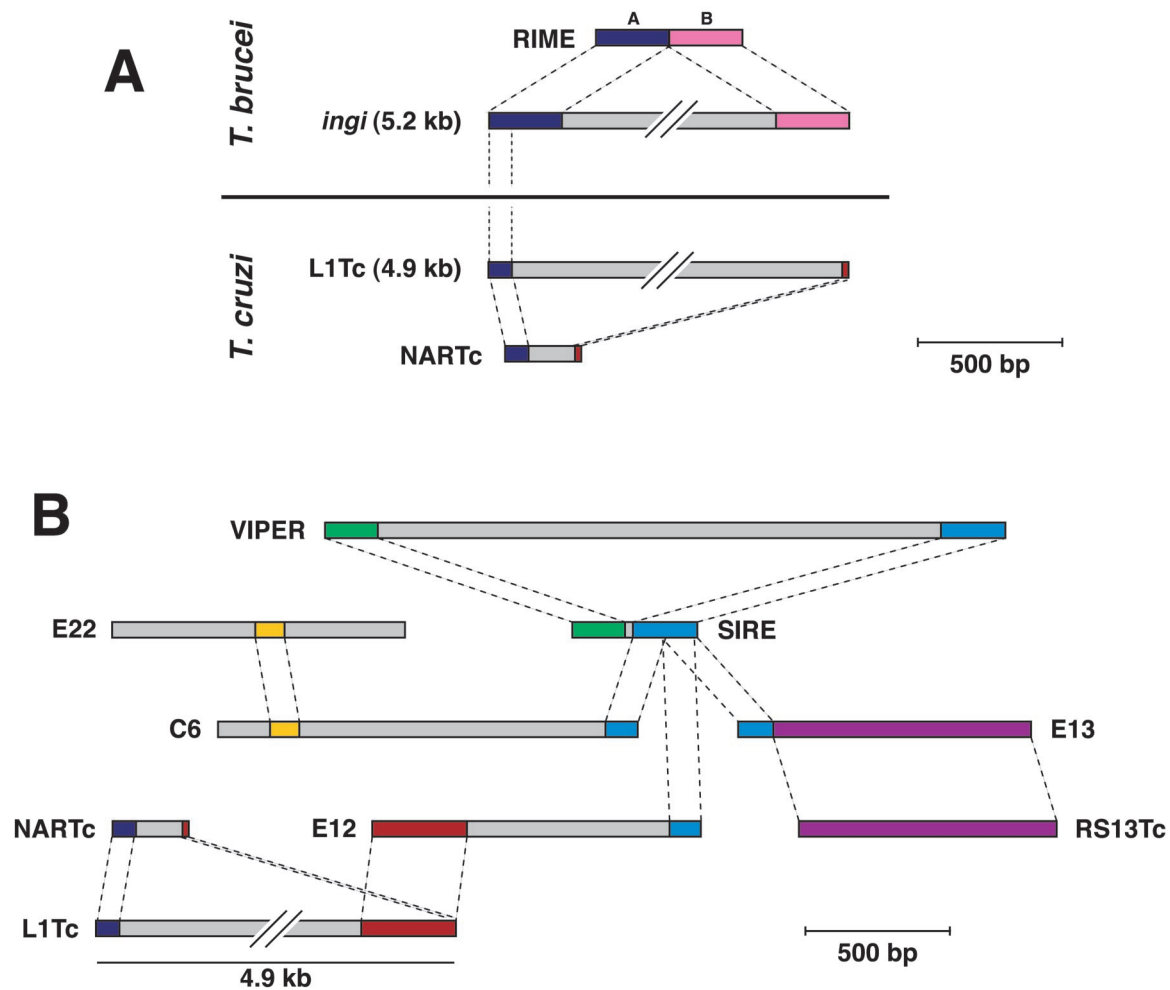 A
T. brucei
RIME
A B
ingi (5.2 kb)
T. cruzi
L1Tc (4.9 kb)
NARTc
500 bp
B
VIPER
E22
SIRE
C6
E13
NARTc
E12
RS13Tc
L1Tc
500 bp
4.9 kb